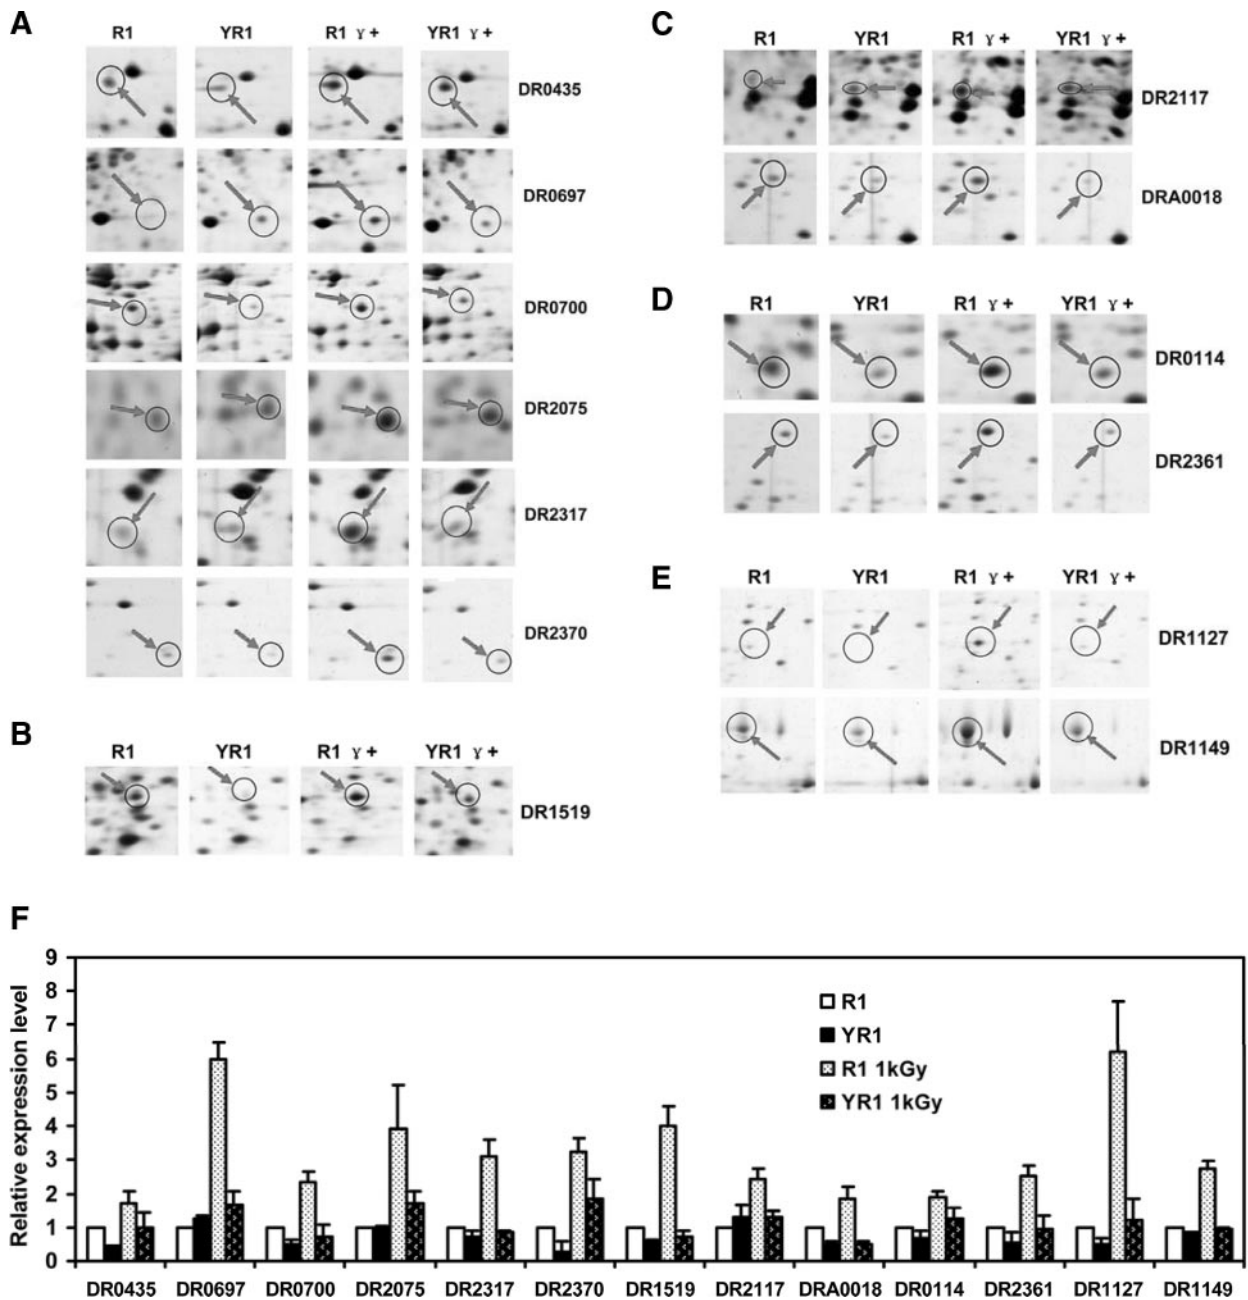 A
R1 YR1 R1 ɣ + YR1 ɣ +
DR0435
DR0697
DR0700
DR2075
DR2317
DR2370
B
R1 YR1 R1 ɣ + YR1 ɣ +
DR1519
C
R1 YR1 R1 ɣ + YR1 ɣ +
DR2117
DRA0018
D
R1 YR1 R1 ɣ + YR1 ɣ +
DR0114
DR2361
E
R1 YR1 R1 ɣ + YR1 ɣ +
DR1127
DR1149
F
Relative expression level
9
8
7
6
5
4
3
2
1
0
R1
YR1
R1 1kGy
YR1 1kGy
DR0435 DR0697 DR0700 DR2075 DR2317 DR2370 DR1519 DR2117 DRA0018 DR0114 DR2361 DR1127 DR1149